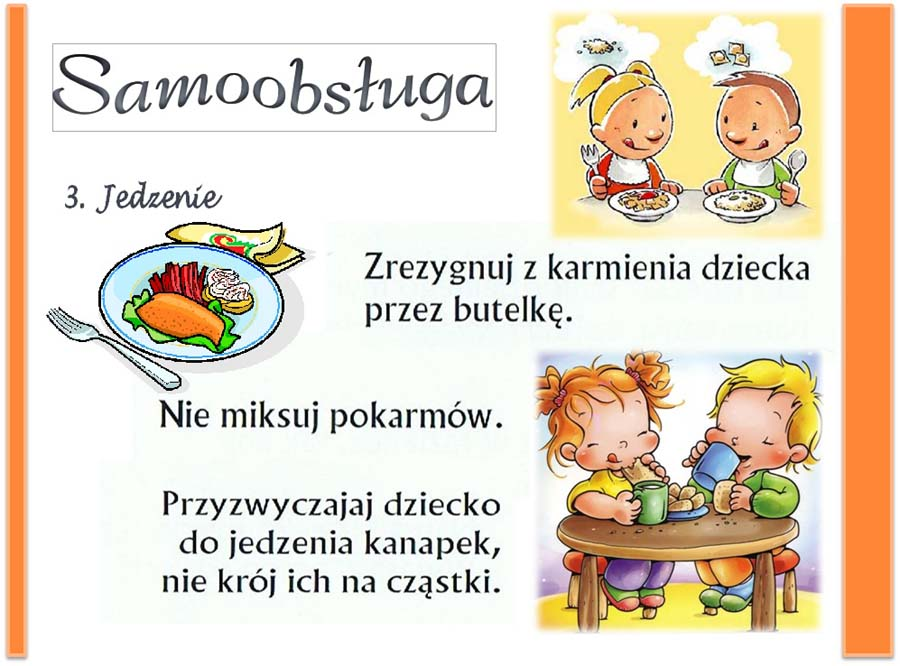 Samoobsługa
3. Jedzenie
Zrezygnuj z karmienia dziecka
przez butelkę.
Nie miksuj pokarmów.
Przyzwyczajaj dziecko
do jedzenia kanapek,
nie krój ich na cząstki.